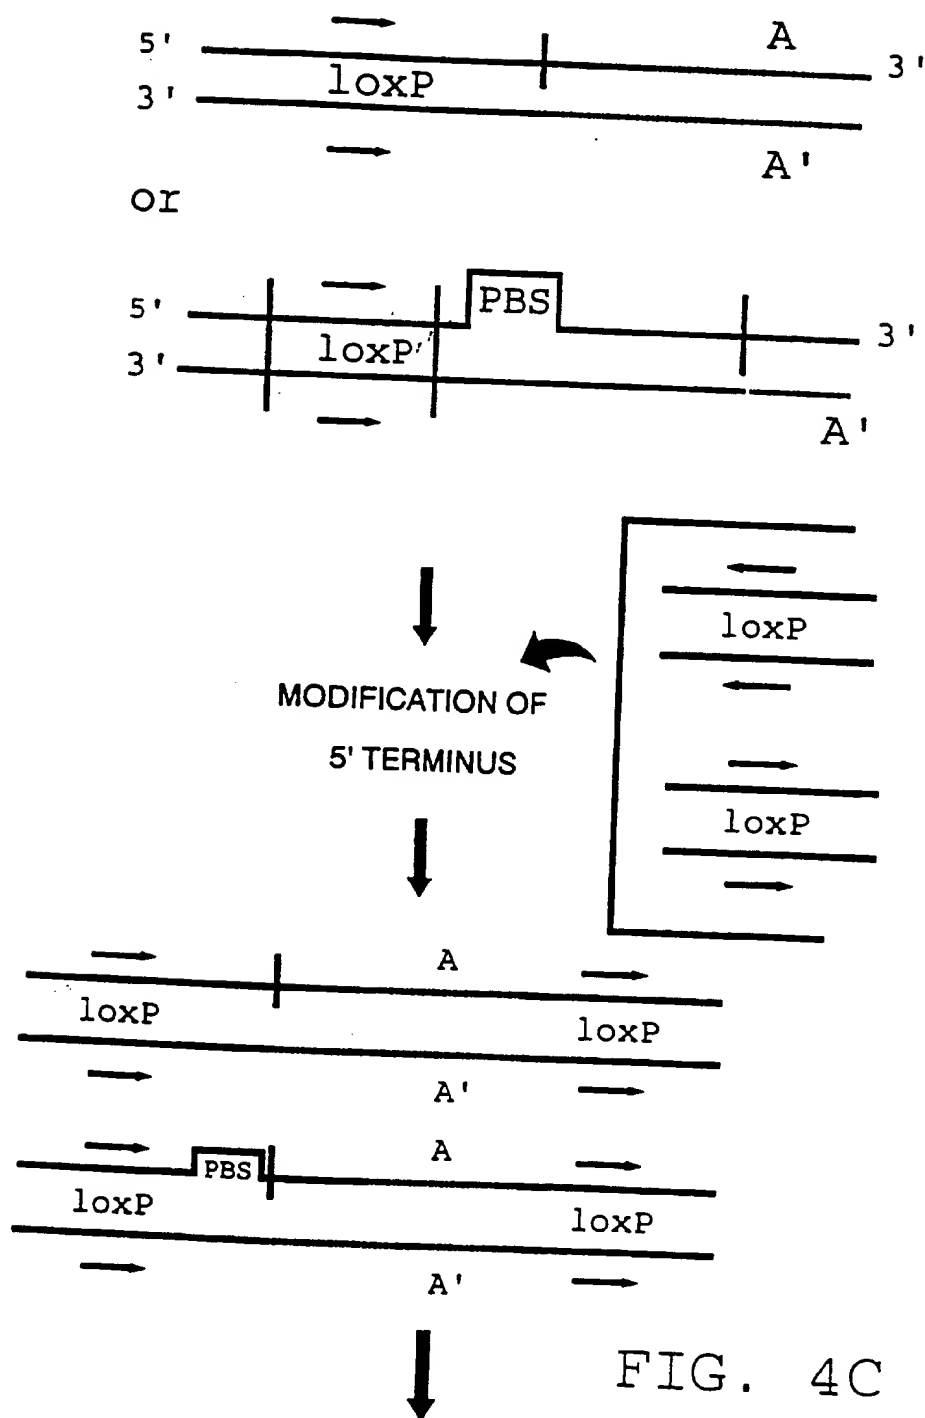 A
5' 3'
loxP
3'
A'
or
PBS
5' 3'
loxP
3'
A'
loxP
MODIFICATION OF
5' TERMINUS
loxP
A
loxP loxP
A'
A
PBS
loxP loxP
A'
FIG. 4C